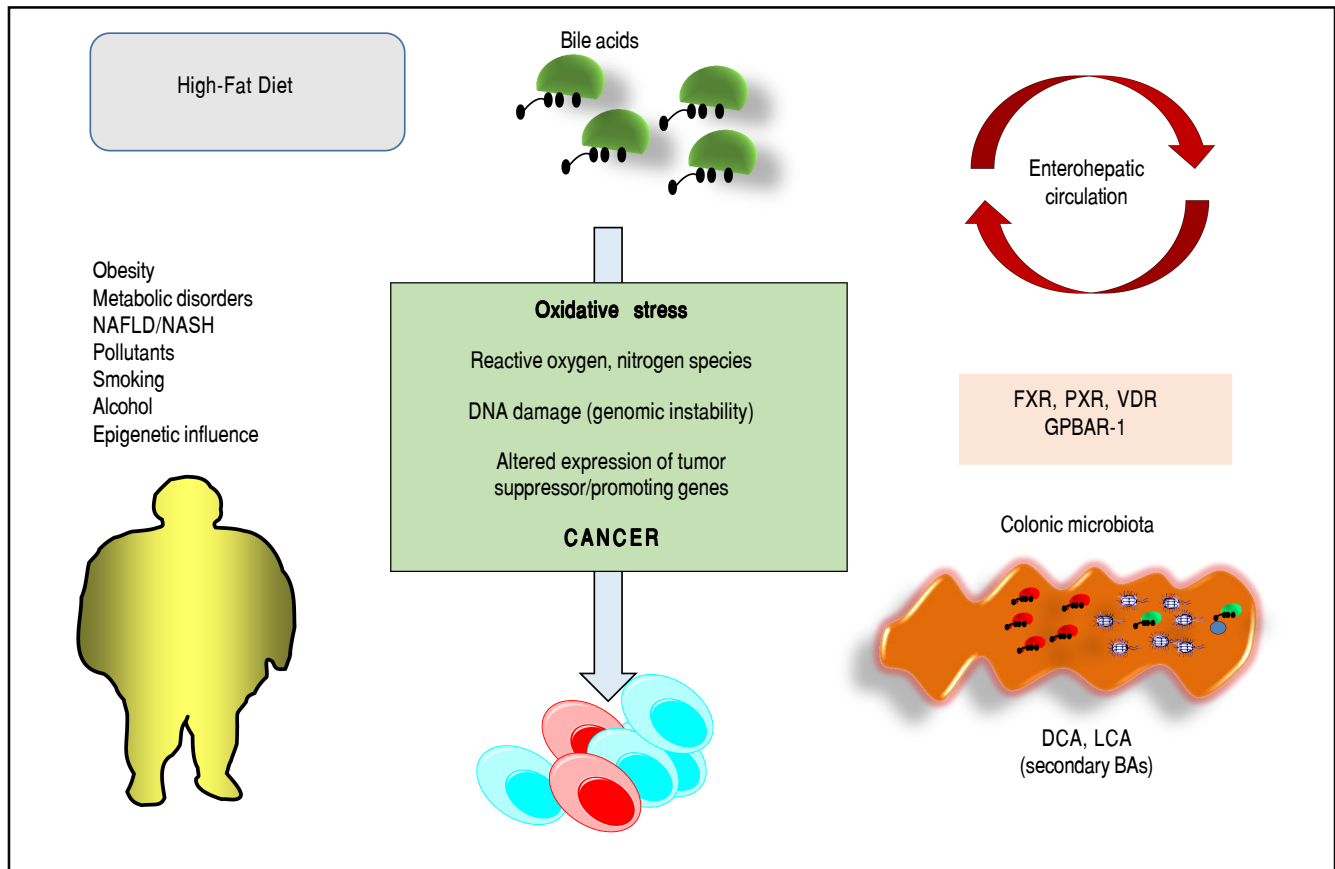 High-Fat Diet
Bile acids
Enterohepatic
circulation
Obesity
Metabolic disorders
NAFLD/NASH
Pollutants
Smoking
Alcohol
Epigenetic influence
Oxidative stress
Reactive oxygen, nitrogen species
DNA damage (genomic instability)
Altered expression of tumor
suppressor/promoting genes
CANCER
FXR, PXR, VDR
GPBAR-1
Colonic microbiota
DCA, LCA
(secondary BAs)